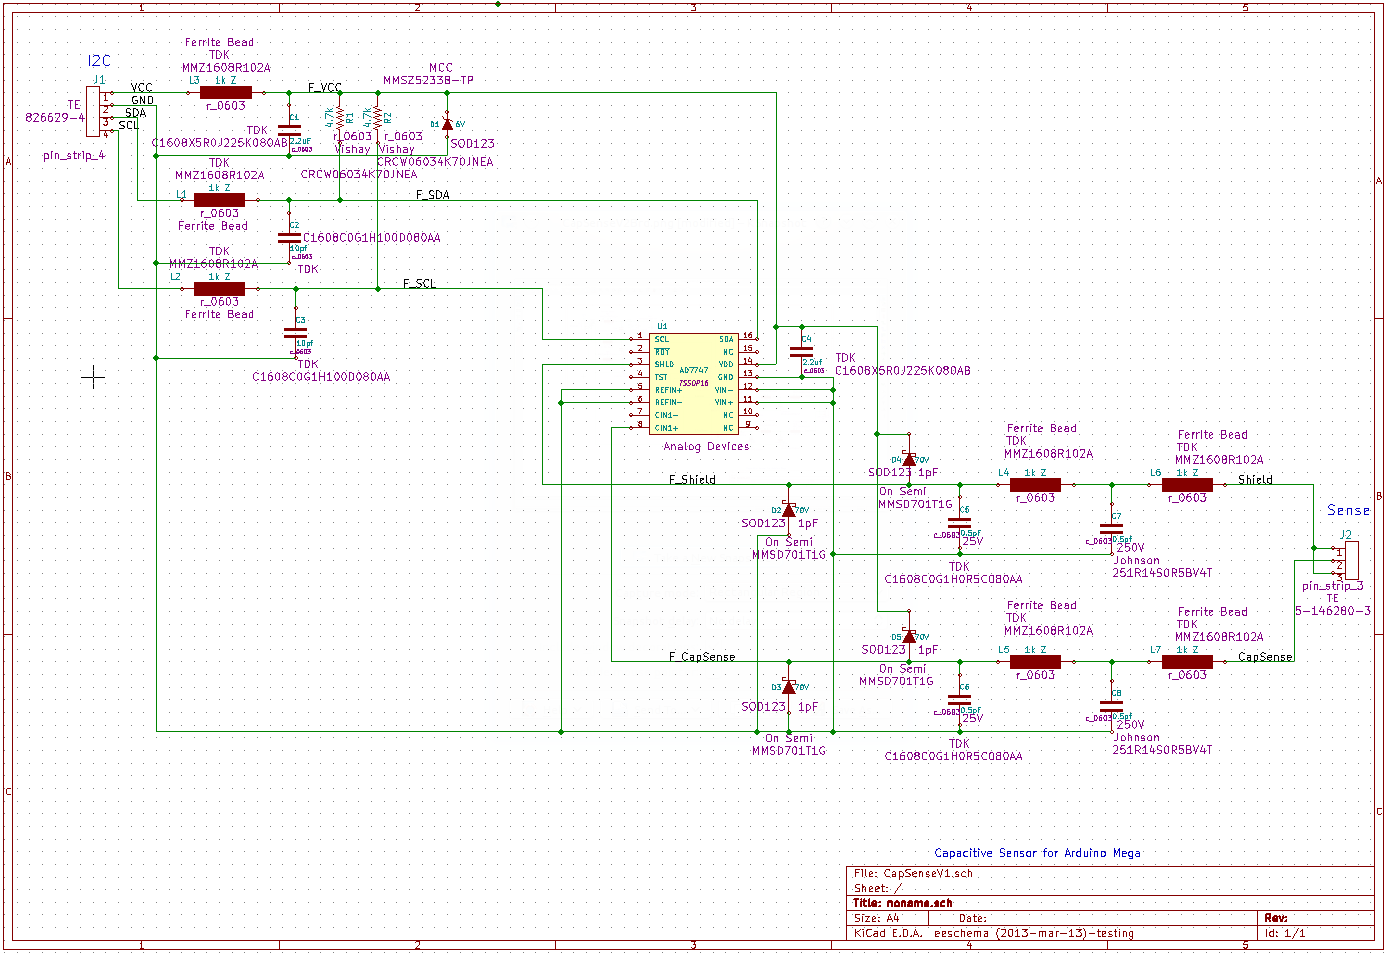 1
2
3
4
5
Ferrite Bead
TDK
MMZ1608R102A
L3 1k Z
r_0603
I2C
J1
TE
826629-4
pin_strip_4
1
2
3
4
VCC
GND
SDA
SCL
F_VCC
MCC
MMSZ5233B-TP
D1 6V
SOD123
C1
TDK
C1608X5R0J225K080AB
2.2uF
c_0603
4.7k
R1
r_0603
Vishay
CRCW06034K70JNEA
4.7k
R2
r_0603
Vishay
CRCW06034K70JNEA
A
A
TDK
MMZ1608R102A
1k Z
L1
r_0603
Ferrite Bead
F_SDA
C2
C1608C0G1H100D080AA
10pf
c_0603
TDK
TDK
MMZ1608R102A
L2 1k Z
r_0603
Ferrite Bead
F_SCL
C3
10pf
c_0603
TDK
C1608C0G1H100D080AA
U1
1 SCL
2 RDY
3 SHLD
4 TST
5 REFIN+
6 REFIN-
7 CIN1-
8 CIN1+
AD7747
TSSOP16
SDA 16
NC 15
VDD 14
GND 13
VIN- 12
VIN+ 11
NC 10
NC 9
Analog Devices
C4
2.2uf
c_0603
TDK
C1608X5R0J225K080AB
B
B
F_Shield
D4 70V
SOD123 1pF
On Semi
MMSD701T1G
D2 70V
SOD123 1pF
On Semi
MMSD701T1G
Ferrite Bead
TDK
MMZ1608R102A
L4 1k Z
r_0603
Ferrite Bead
TDK
MMZ1608R102A
L6 1k Z
r_0603
Shield
C5
0.5pf
c_0603
25V
TDK
C1608C0G1H0R5C080AA
C7
0.5pf
c_0603
250V
Johnson
251R14S0R5BV4T
Sense
J2
1
2
3
pin_strip_3
TE
5-146280-3
F_CapSense
D5 70V
SOD123 1pF
On Semi
MMSD701T1G
D3 70V
SOD123 1pF
On Semi
MMSD701T1G
Ferrite Bead
TDK
MMZ1608R102A
L5 1k Z
r_0603
Ferrite Bead
TDK
MMZ1608R102A
L7 1k Z
r_0603
CapSense
C6
0.5pf
c_0603
25V
TDK
C1608C0G1H0R5C080AA
C8
0.5pf
c_0603
250V
Johnson
251R14S0R5BV4T
C
C
Capacitive Sensor for Arduino Mega
File: CapSenseV1.sch
Sheet: /
Title: noname.sch
Size: A4 Date: Rev:
KiCad E.D.A. eeschema (2013-mar-13)-testing Id: 1/1
1
2
3
4
5